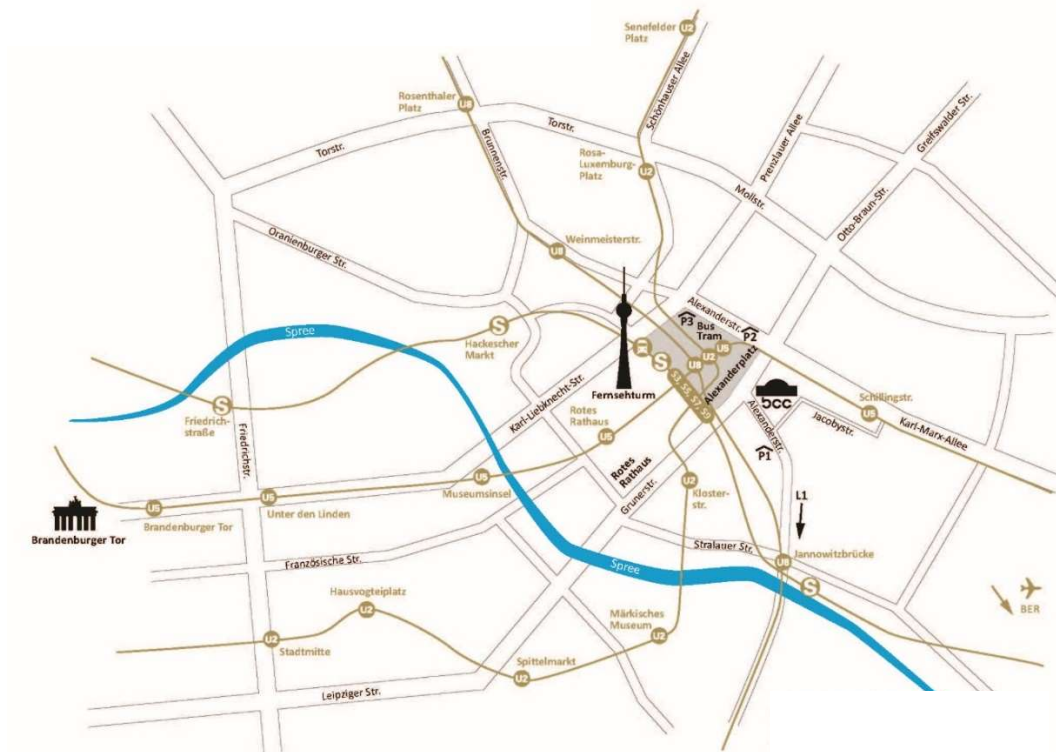 Senefelder
Platz
U2
Schönhauser Allee
Rosenthaler
Platz
U8
Torstr.
Brunnenstr.
Torstr.
Rosa-
Luxemburg-
Platz
U2
Prenzlauer Allee
Greifswalder Str.
Mollstr.
Otto-Braun-Str.
Oranienburger Str.
Weinmeisterstr.
U8
Alexanderstr.
Spree
S
Hackescher
Markt
P3
Bus
Tram
P2
U5
U2
U8
S
S3, S5, S7, S9
Alexanderplatz
Fernsehturm
bcc
Karl-Liebknecht-Str.
Schillingstr.
U5
Alexanderstr.
Jacobystr.
Karl-Marx-Allee
S
Friedrich-
straße
Friedrichstr.
Rotes
Rathaus
U5
P1
Rotes
Rathaus
Grunerstr.
Museumsinsel
U5
U2
Kloster-
str.
L1
U5
Brandenburger Tor
U5
Unter den Linden
Brandenburger Tor
Stralauer Str.
Jannowitzbrücke
U8
S
Französische Str.
Spree
BER
Hausvogteiplatz
U2
Märkisches
Museum
U2
U2
Stadtmitte
Spittelmarkt
U2
Leipziger Str.